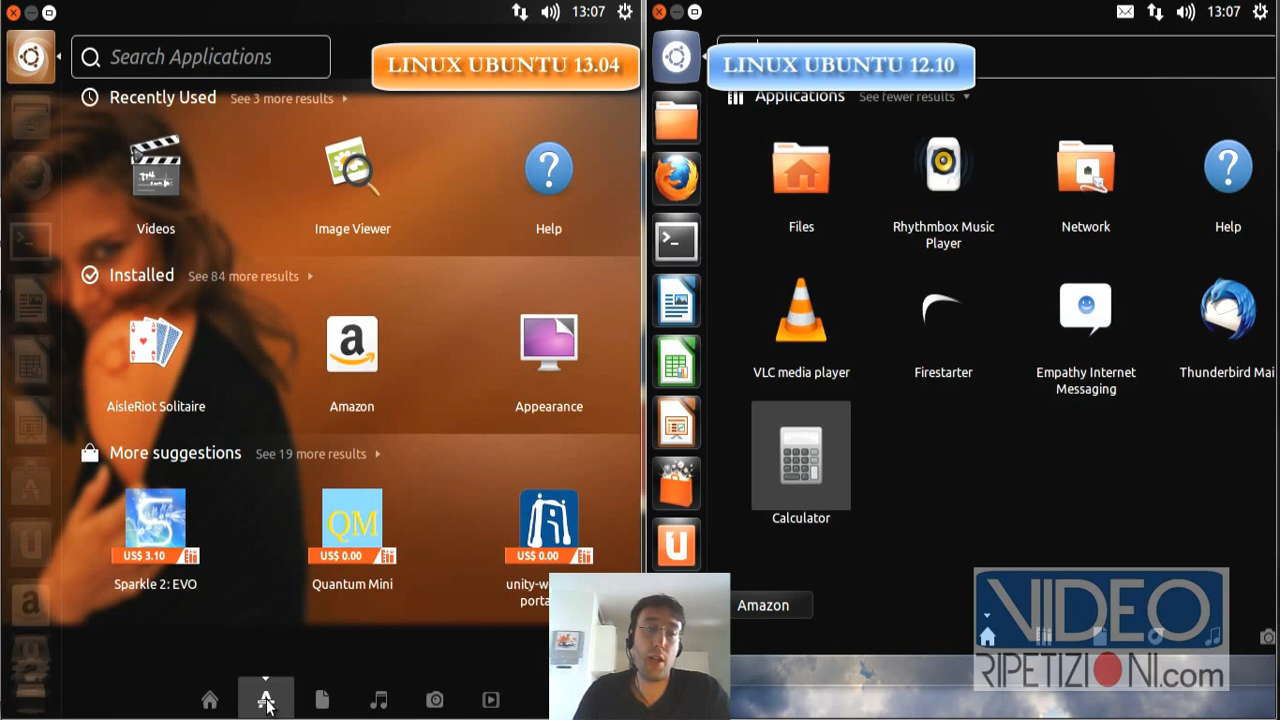 13:07
13:07
Search Applications
LINUX UBUNTU 13.04
LINUX UBUNTU 12.10
Recently Used See 3 more results
Videos
Image Viewer
Help
Installed See 84 more results
AisleRiot Solitaire
Amazon
Appearance
More suggestions See 19 more results
QM
US$ 3.10
US$ 0.00
US$ 0.00
Sparkle 2: EVO
Quantum Mini
unity-w
porta
Applications See fewer results
Files
Rhythmbox Music
Player
Network
Help
VLC media player
Firestarter
Empathy Internet
Messaging
Thunderbird Mai
Calculator
Amazon
VIDEO
RIPETIZIONI.com